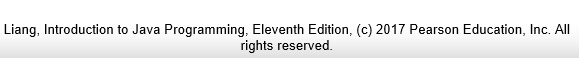 Liang, Introduction to Java Programming, Eleventh Edition, (c) 2017 Pearson Education, Inc. All
rights reserved.